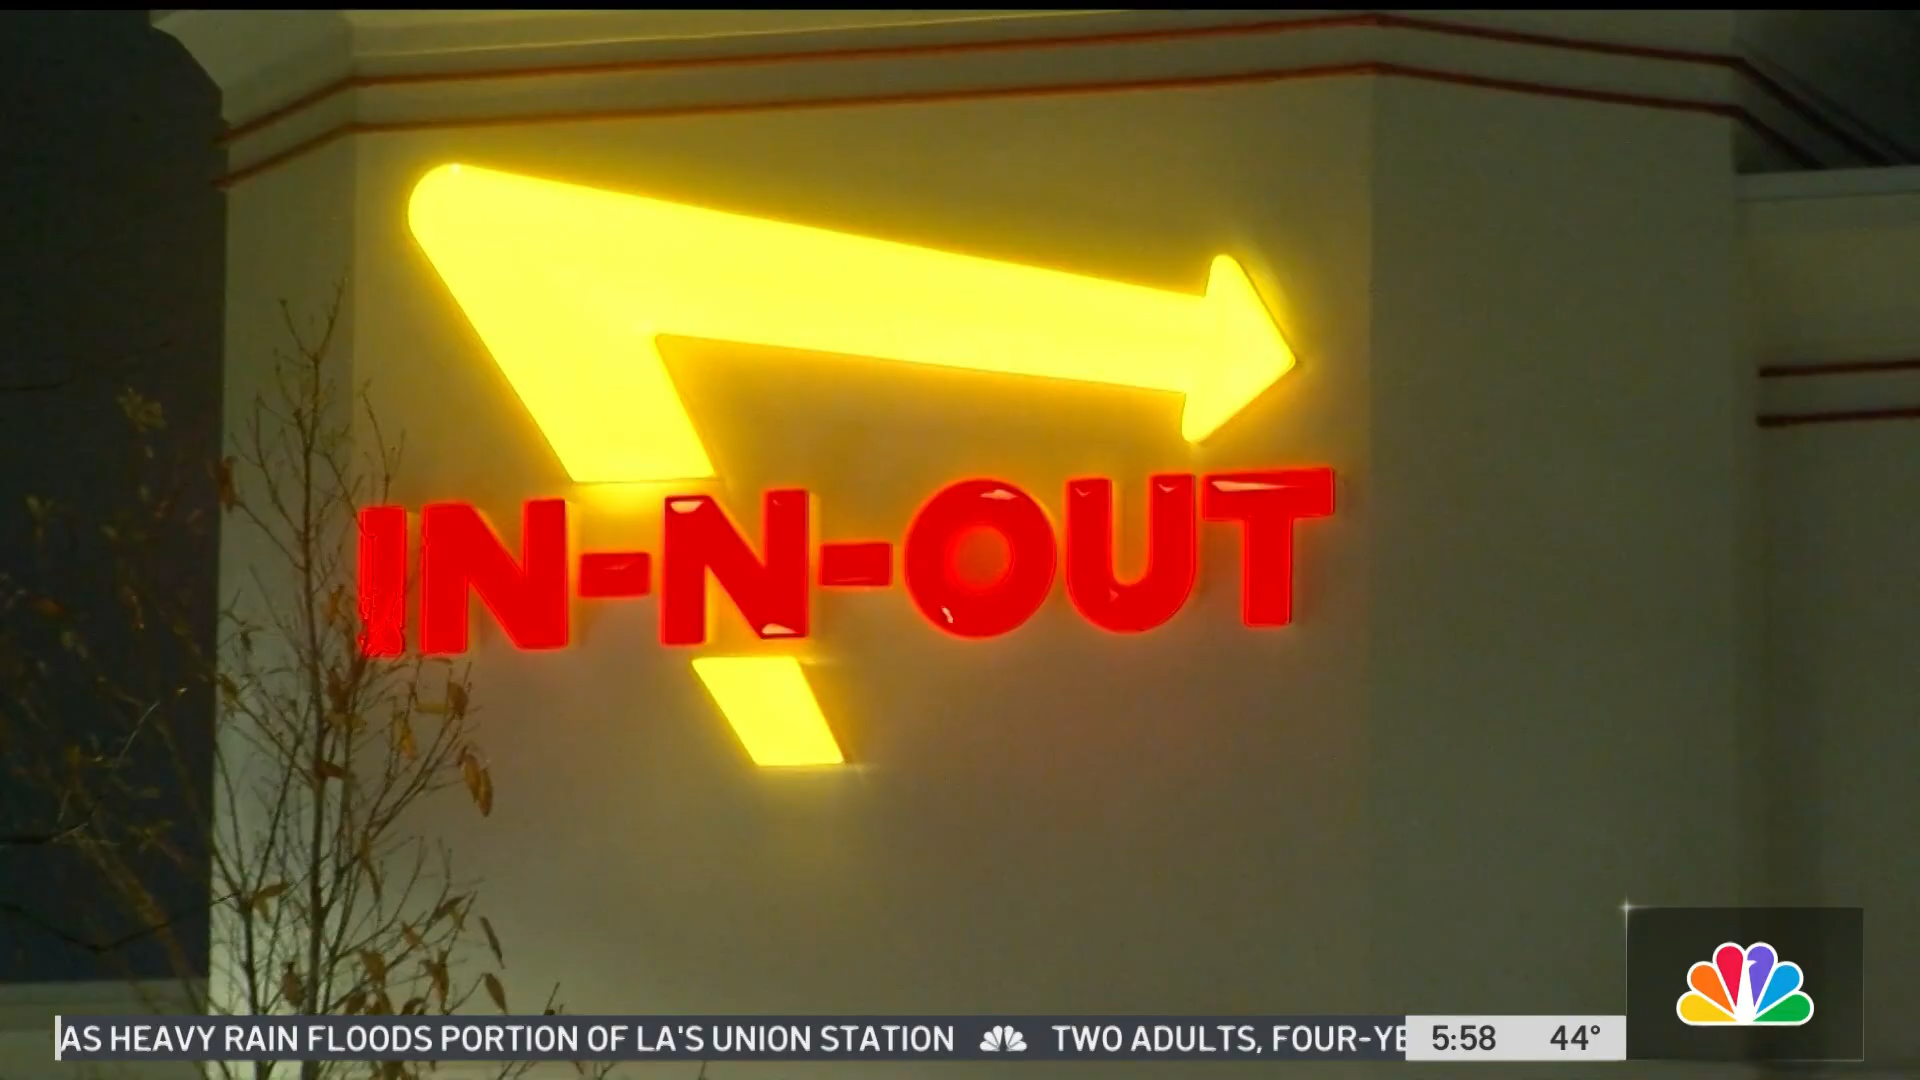 IN-N-OUT
AS HEAVY RAIN FLOODS PORTION OF LA'S UNION STATION
TWO ADULTS, FOUR-YE
5:58 44°